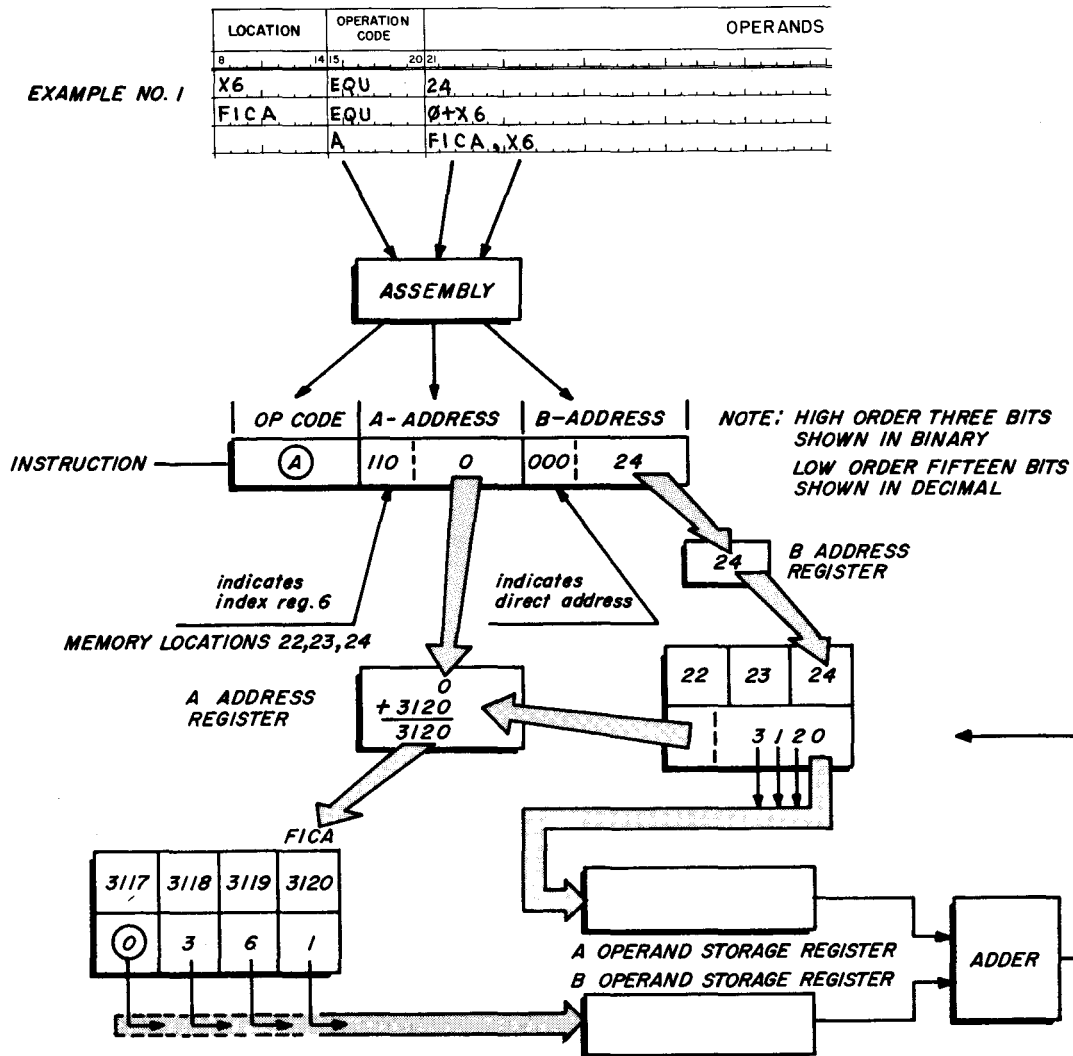 LOCATION OPERATION CODE OPERANDS
8 14 15 20 21
EXAMPLE NO. 1
X6 EQU 24
FICA EQU Ø+X6
A FICA, X6
ASSEMBLY
OP CODE A-ADDRESS B-ADDRESS
INSTRUCTION A 110 0 000 24
NOTE: HIGH ORDER THREE BITS
SHOWN IN BINARY
LOW ORDER FIFTEEN BITS
SHOWN IN DECIMAL
24
B ADDRESS
REGISTER
indicates
index reg. 6
indicates
direct address
MEMORY LOCATIONS 22,23,24
A ADDRESS
REGISTER
0
+ 3120
3120
22 23 24
3120
FICA
3117 3118 3119 3120
0 3 6 1
A OPERAND STORAGE REGISTER
B OPERAND STORAGE REGISTER
ADDER